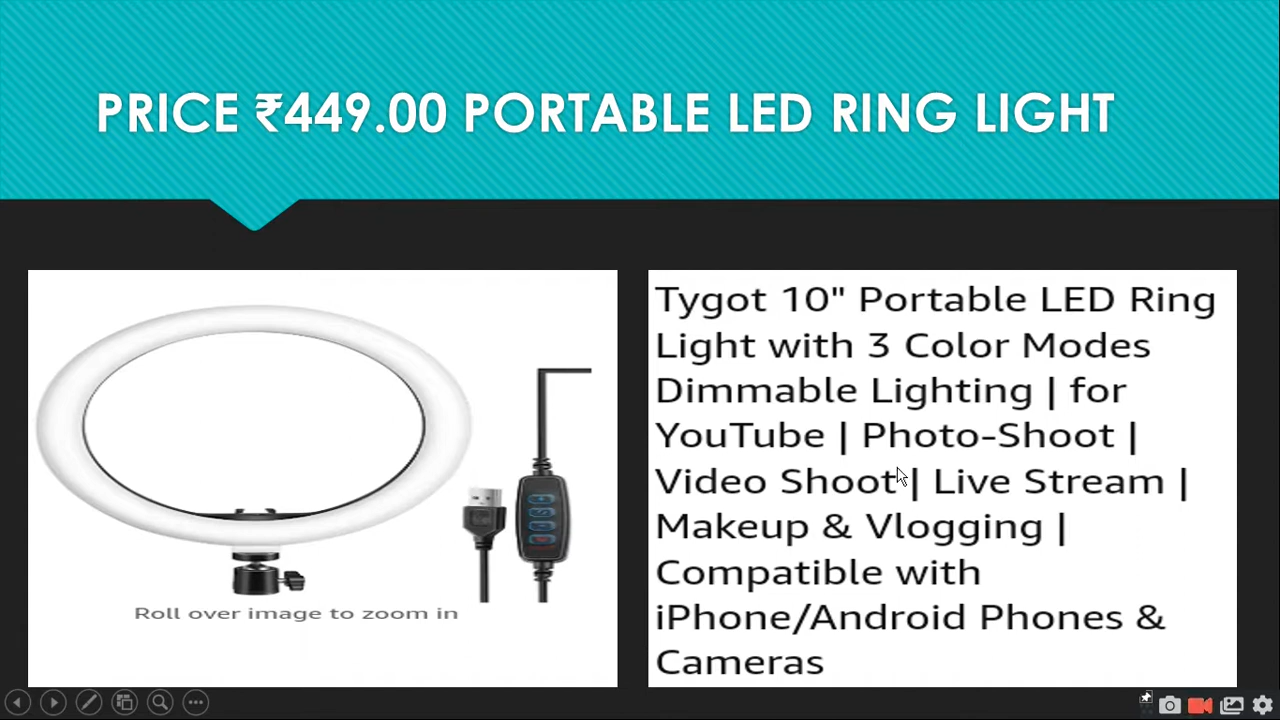 PRICE ₹449.00 PORTABLE LED RING LIGHT
Roll over image to zoom in
Tygot 10" Portable LED Ring
Light with 3 Color Modes
Dimmable Lighting | for
YouTube | Photo-Shoot |
Video Shoot | Live Stream |
Makeup & Vlogging |
Compatible with
iPhone/Android Phones &
Cameras